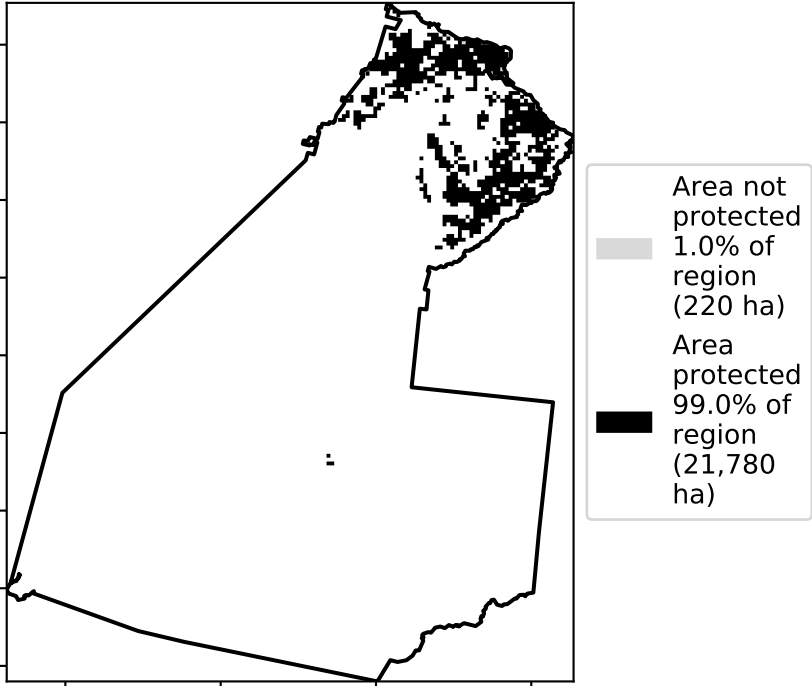 Area not
protected
1.0% of
region
(220 ha)
Area
protected
99.0% of
region
(21,780
ha)